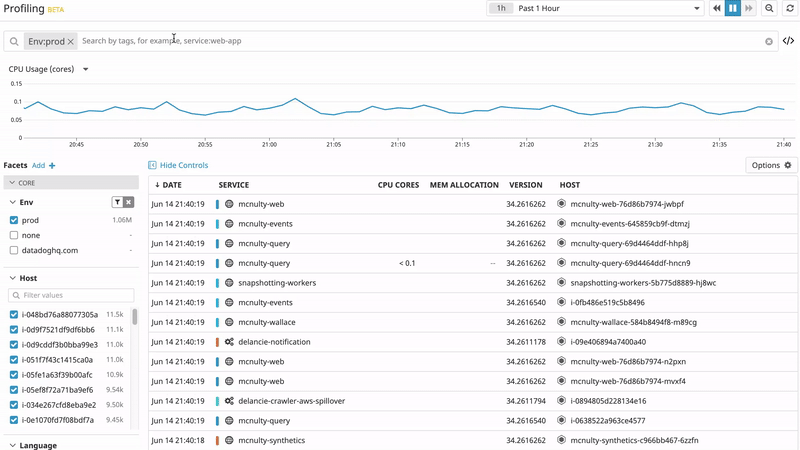 Profiling BETA
1h Past 1 Hour
Env:prod Search by tags, for example, service:web-app
CPU Usage (cores)
0.15
0.1
0.05
0
20:45 20:50 20:55 21:00 21:05 21:10 21:15 21:20 21:25 21:30 21:35 21:40
Facets Add +
Hide Controls
Options
CORE
Env
prod 1.06M
none -
datadoghq.com -
Host
Filter values
i-048bd76a88077305a 11.5k
i-0d9f7521df9df6bb6 11.1k
i-0d9cddf3b0bba99e3 11.0k
i-051f7f43c1415ca0a 11.0k
i-05fe1a63f39b00afc 10.9k
i-05ef8f72a71ba9ef6 9.54k
i-034e267cfd8eba9e2 9.50k
i-0e1070fd7f08bdf7a 9.45k
Language
DATE SERVICE CPU CORES MEM ALLOCATION VERSION HOST
Jun 14 21:40:19 mcnulty-web 34.2616262 mcnulty-web-76d86b7974-jwbpf
Jun 14 21:40:19 mcnulty-events 34.2616262 mcnulty-events-645859cb9f-dtmzj
Jun 14 21:40:19 mcnulty-query 34.2616262 mcnulty-query-69d4464ddf-hhp8j
Jun 14 21:40:19 mcnulty-query < 0.1 -- 34.2616262 mcnulty-query-69d4464ddf-hncn9
Jun 14 21:40:19 snapshotting-workers 34.2616262 snapshotting-workers-5b775d8889-hj8wc
Jun 14 21:40:19 mcnulty-events 34.2616540 i-0fb486e519c5b8496
Jun 14 21:40:19 mcnulty-wallace 34.2616262 mcnulty-wallace-584b8494f8-m89cg
Jun 14 21:40:19 delancie-notification 34.2611178 i-09e406894a7400a40
Jun 14 21:40:19 mcnulty-web 34.2616262 mcnulty-web-76d86b7974-n2pxn
Jun 14 21:40:19 mcnulty-web 34.2616262 mcnulty-web-76d86b7974-mvxf4
Jun 14 21:40:19 delancie-crawler-aws-spillover 34.2611794 i-0894805d228134e16
Jun 14 21:40:19 mcnulty-query 34.2616540 i-0638522a963ce4577
Jun 14 21:40:18 mcnulty-synthetics 34.2616262 mcnulty-synthetics-c966bb467-6zzfn